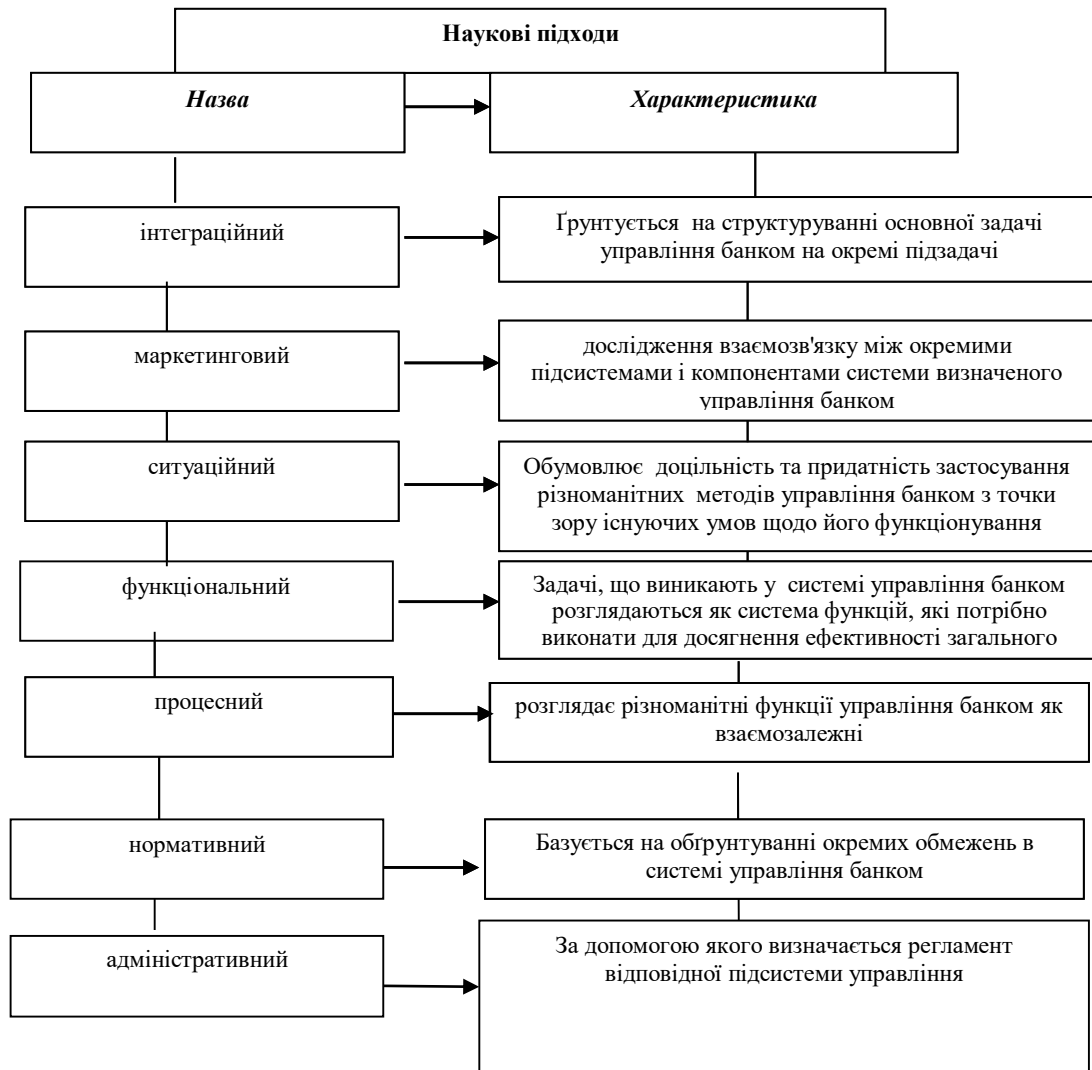 Наукові підходи
Назва
Характеристика
інтеграційний
Ґрунтується на структуруванні основної задачі
управління банком на окремі підзадачі
маркетинговий
дослідження взаємозв'язку між окремими
підсистемами і компонентами системи визначеного
управління банком
ситуаційний
Обумовлює доцільність та придатність застосування
різноманітних методів управління банком з точки
зору існуючих умов щодо його функціонування
функціональний
Задачі, що виникають у системі управління банком
розглядаються як система функцій, які потрібно
виконати для досягнення ефективності загального
процесний
розглядає різноманітні функції управління банком як
взаємозалежні
нормативний
Базується на обґрунтуванні окремих обмежень в
системі управління банком
адміністративний
За допомогою якого визначається регламент
відповідної підсистеми управління